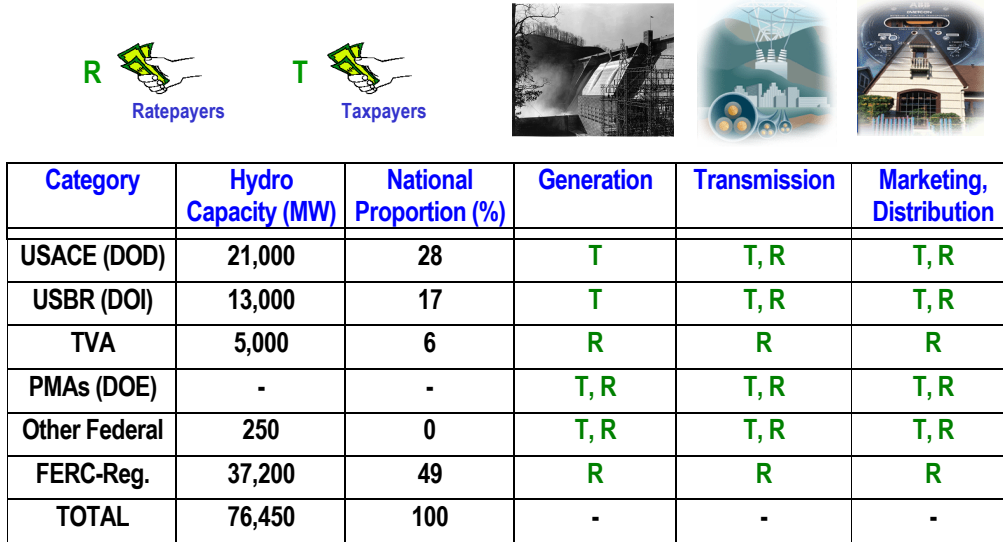 R
T
Ratepayers
Taxpayers
ABB
Category
Hydro
Capacity (MW)
National
Proportion (%)
Generation
Transmission
Marketing,
Distribution
USACE (DOD) 21,000 28 T T, R T, R
USBR (DOI) 13,000 17 T T, R T, R
TVA 5,000 6 R R R
PMAs (DOE) - - T, R T, R T, R
Other Federal 250 0 T, R T, R T, R
FERC-Reg. 37,200 49 R R R
TOTAL 76,450 100 - - -